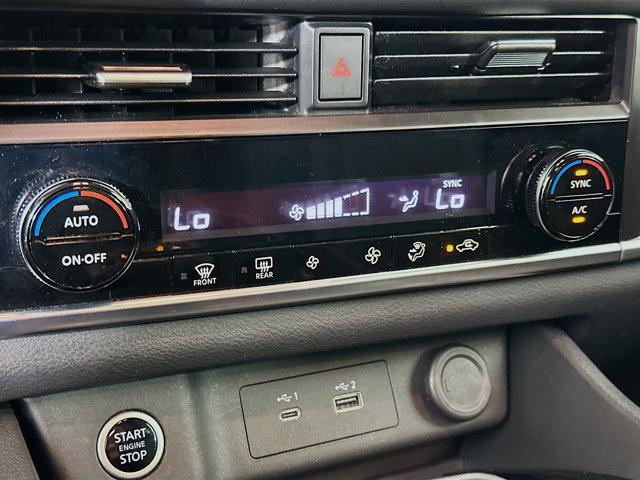 AUTO
ON·OFF
Lo
SYNC
Lo
SYNC
A/C
FRONT
REAR
1
2
START
ENGINE
STOP